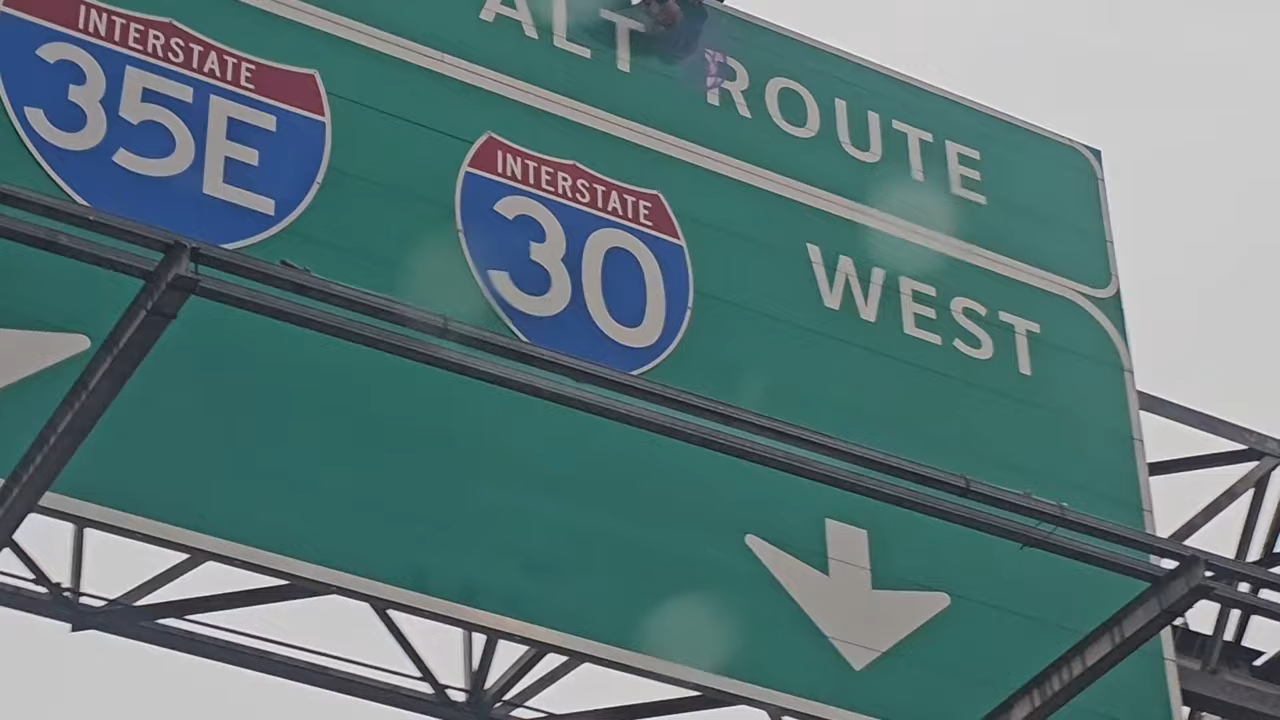 ALT ROUTE
INTERSTATE
35E
INTERSTATE
30
WEST